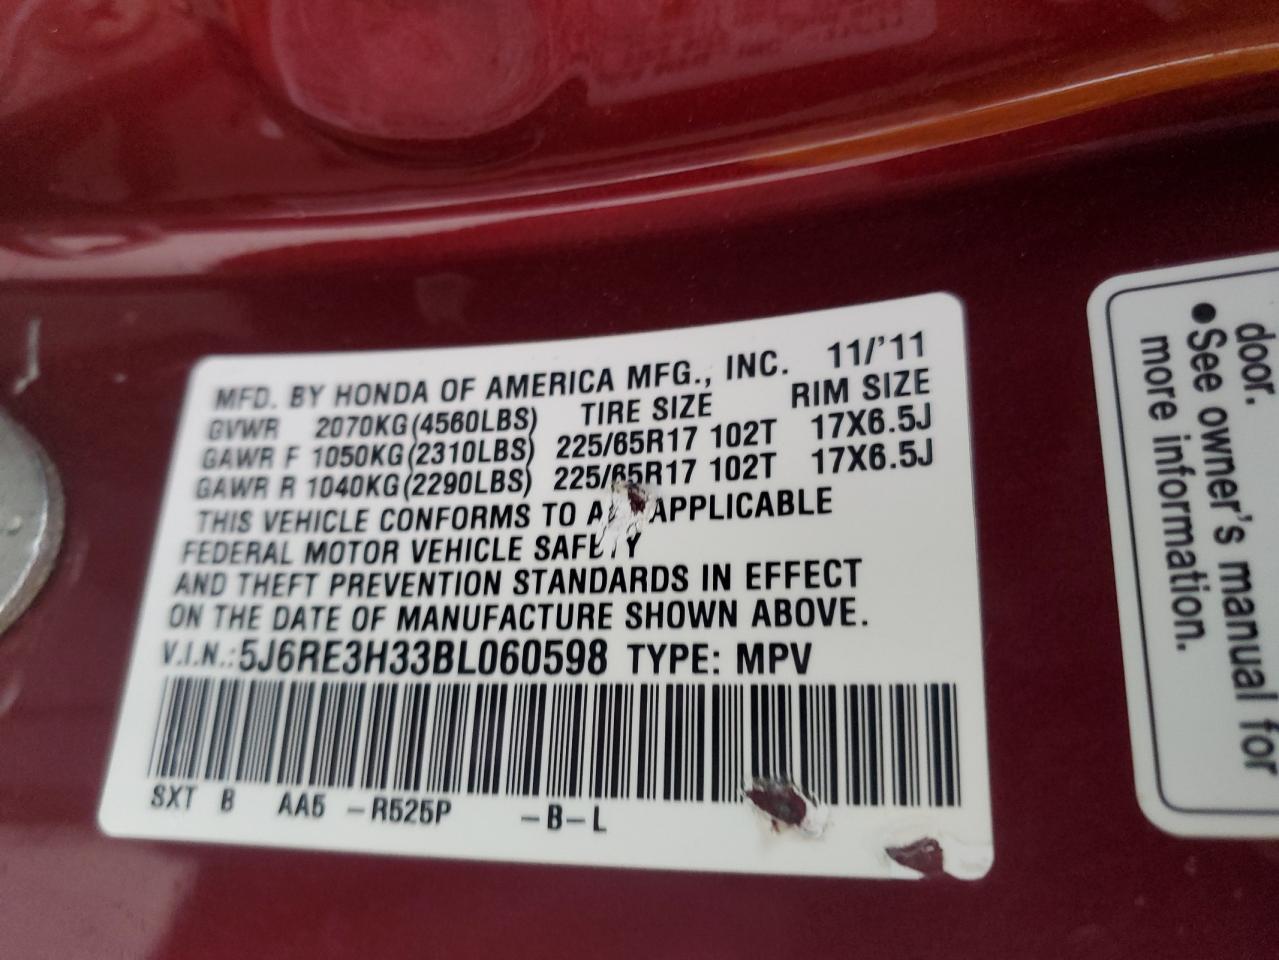 MFD. BY HONDA OF AMERICA MFG., INC. 11/'11
GVWR 2070KG(4560LBS) TIRE SIZE RIM SIZE
GAWR F 1050KG(2310LBS) 225/65R17 102T 17X6.5J
GAWR R 1040KG(2290LBS) 225/65R17 102T 17X6.5J
THIS VEHICLE CONFORMS TO APPLICABLE
FEDERAL MOTOR VEHICLE SAFETY
AND THEFT PREVENTION STANDARDS IN EFFECT
ON THE DATE OF MANUFACTURE SHOWN ABOVE.
V.I.N.:5J6RE3H33BL060598 TYPE: MPV
SXT B AA5 -R525P -B-L
door.
●See owner's manual for
more information.